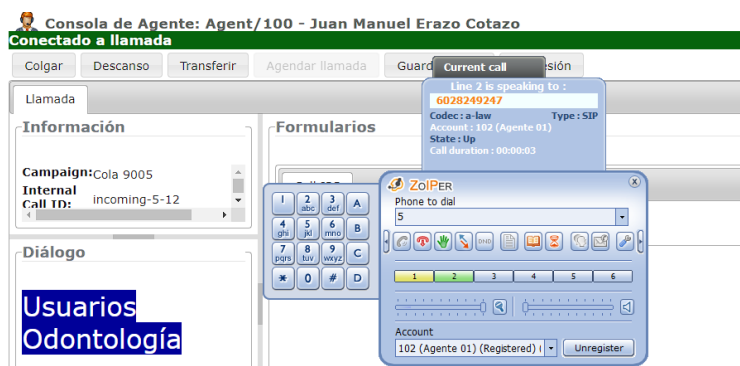 Consola de Agente: Agent/100 - Juan Manuel Erazo Cotazo
Conectado a llamada
Colgar Descanso Transferir Agendar llamada Guard esión
Llamada
Información
Campaign: Cola 9005
Internal
Call ID: incoming-5-12
Diálogo
Usuarios
Odontología
Formularios
Current call
Line 2 is speaking to :
6028249247
Codec : a-law Type : SIP
Account : 102 (Agente 01)
State : Up
Call duration : 00:00:03
1 2 abc 3 def A
4 ghi 5 jkl 6 mno B
7 pqrs 8 tuv 9 wxyz C
* 0 # D
ZOIPER
Phone to dial
5
DND
1 2 3 4 5 6
Account
102 (Agente 01) (Registered) (
Unregister